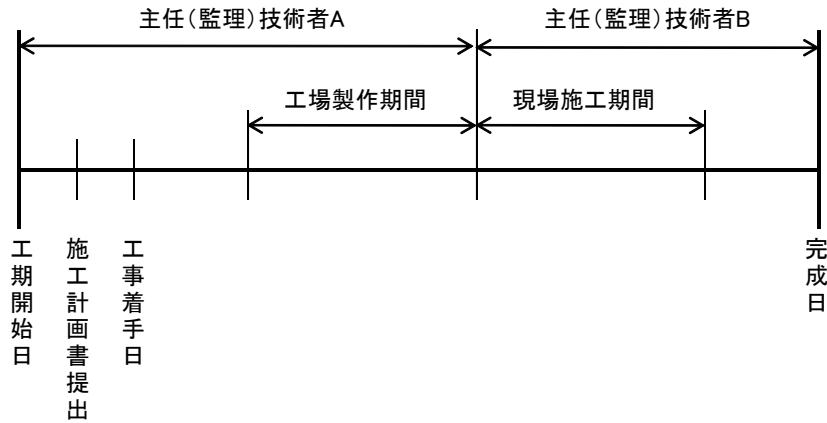 主任(監理)技術者A
主任(監理)技術者B
工場製作期間
現場施工期間
工期開始日
施工計画書提出
工事着手日
完成日